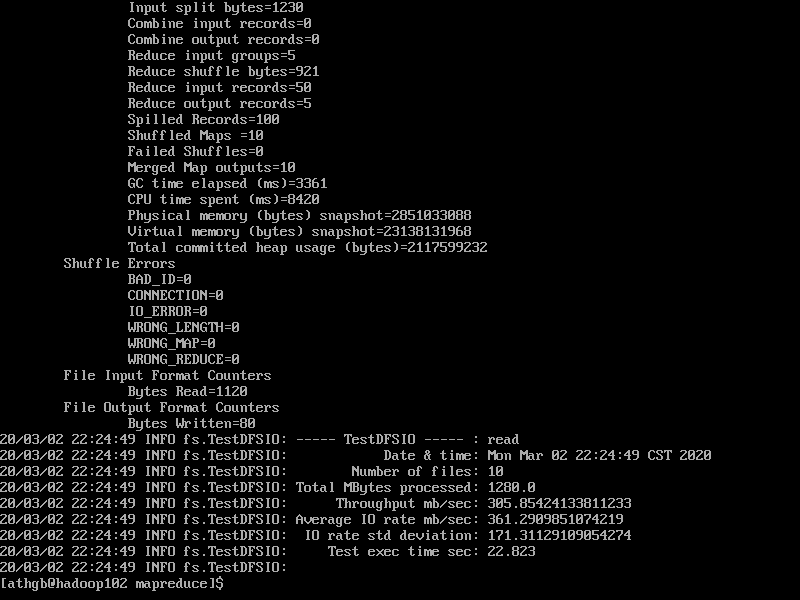 Input split bytes=1230
Combine input records=0
Combine output records=0
Reduce input groups=5
Reduce shuffle bytes=921
Reduce input records=50
Reduce output records=5
Spilled Records=100
Shuffled Maps =10
Failed Shuffles=0
Merged Map outputs=10
GC time elapsed (ms)=3361
CPU time spent (ms)=8420
Physical memory (bytes) snapshot=2851033088
Virtual memory (bytes) snapshot=23138131968
Total committed heap usage (bytes)=2117599232
Shuffle Errors
BAD_ID=0
CONNECTION=0
IO_ERROR=0
WRONG_LENGTH=0
WRONG_MAP=0
WRONG_REDUCE=0
File Input Format Counters
Bytes Read=1120
File Output Format Counters
Bytes Written=80
20/03/02 22:24:49 INFO fs.TestDFSIO: ----- TestDFSIO ----- : read
20/03/02 22:24:49 INFO fs.TestDFSIO: Date & time: Mon Mar 02 22:24:49 CST 2020
20/03/02 22:24:49 INFO fs.TestDFSIO: Number of files: 10
20/03/02 22:24:49 INFO fs.TestDFSIO: Total MBytes processed: 1280.0
20/03/02 22:24:49 INFO fs.TestDFSIO: Throughput mb/sec: 305.85424133811233
20/03/02 22:24:49 INFO fs.TestDFSIO: Average IO rate mb/sec: 361.2909851074219
20/03/02 22:24:49 INFO fs.TestDFSIO: IO rate std deviation: 171.31129109054274
20/03/02 22:24:49 INFO fs.TestDFSIO: Test exec time sec: 22.823
20/03/02 22:24:49 INFO fs.TestDFSIO:
[athgb@hadoop102 mapreduce]$